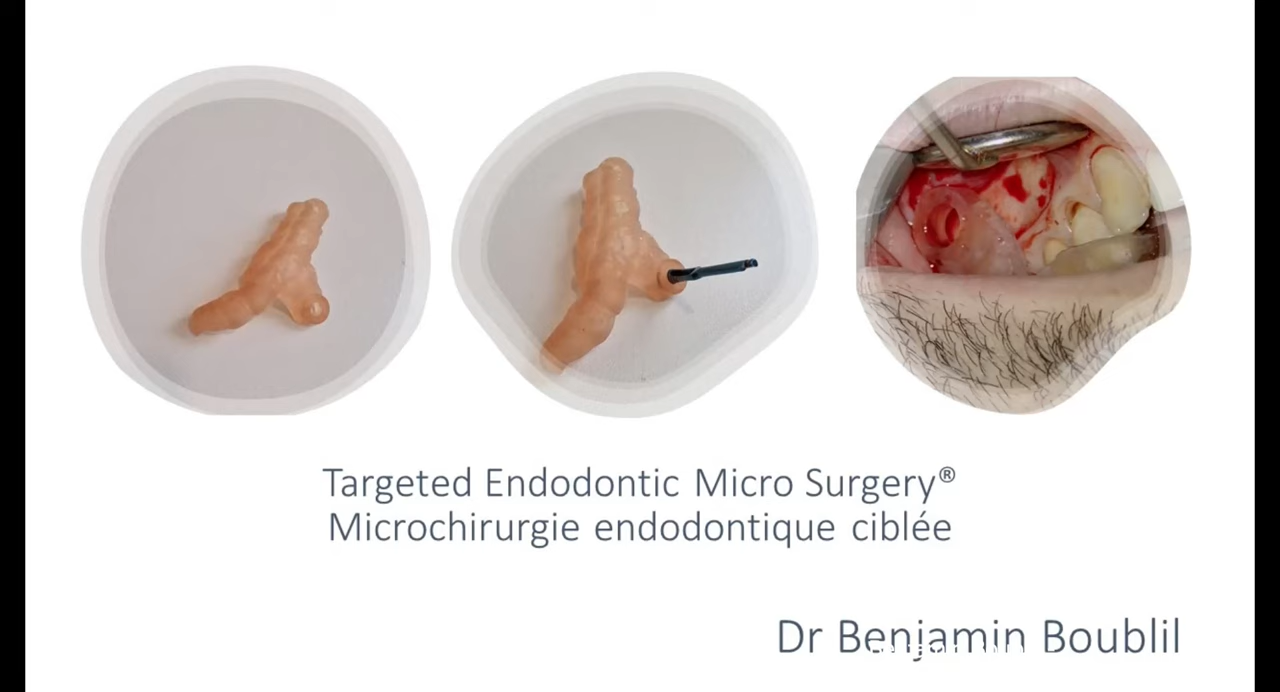 Targeted Endodontic Micro Surgery®
Microchirurgie endodontique ciblée
Dr Benjamin Boublil